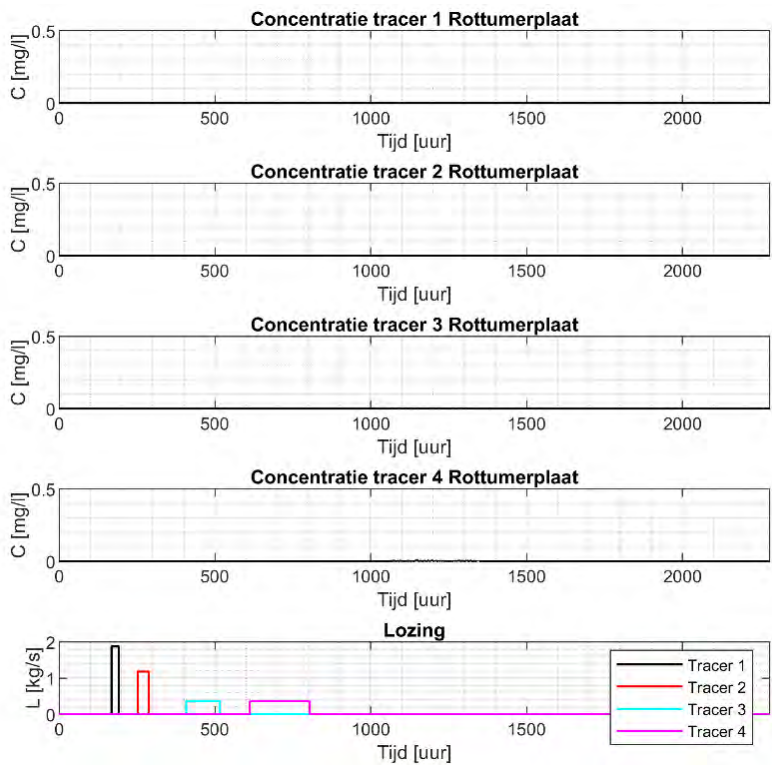 Concentratie tracer 1 Rottumerplaat
0.5
C [mg/l]
0
0 500 1000 1500 2000
Tijd [uur]
Concentratie tracer 2 Rottumerplaat
0.5
C [mg/l]
0
0 500 1000 1500 2000
Tijd [uur]
Concentratie tracer 3 Rottumerplaat
0.5
C [mg/l]
0
0 500 1000 1500 2000
Tijd [uur]
Concentratie tracer 4 Rottumerplaat
0.5
C [mg/l]
0
0 500 1000 1500 2000
Tijd [uur]
Lozing
2
1
L [kg/s]
0
Tracer 1
Tracer 2
Tracer 3
Tracer 4
0 500 1000 1500
Tijd [uur]